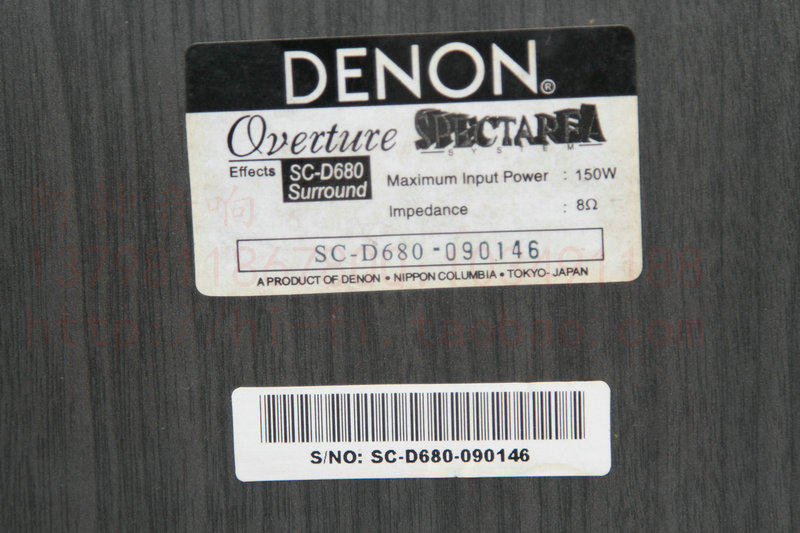 DENON®
Overture SPECTAREA
SYSTEM
Effects SC-D680
Surround
Maximum Input Power : 150W
Impedance : 8Ω
SC-D680-090146
A PRODUCT OF DENON • NIPPON COLUMBIA • TOKYO-JAPAN
S/NO: SC-D680-090146